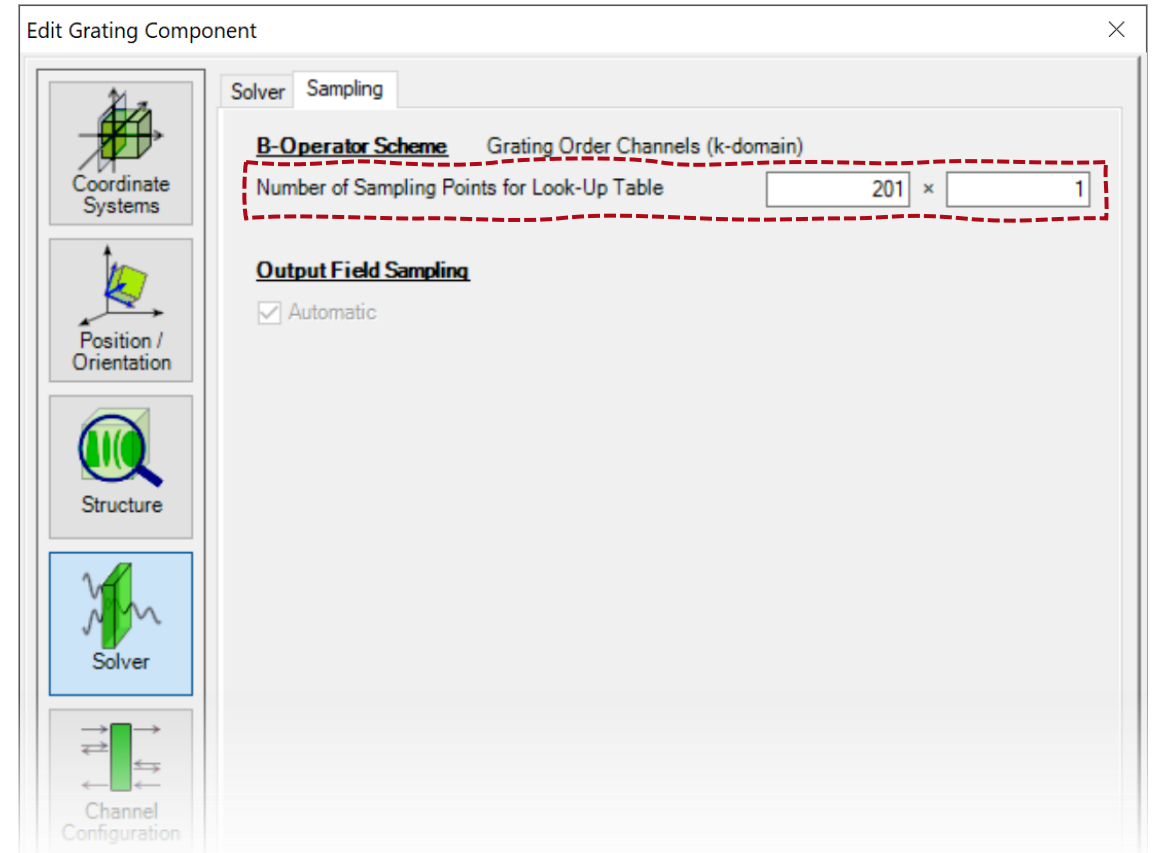 Edit Grating Component
Solver
Sampling
B-Operator Scheme Grating Order Channels (k-domain)
Number of Sampling Points for Look-Up Table 201 × 1
Output Field Sampling
Automatic
Coordinate
Systems
Position /
Orientation
Structure
Solver
Channel
Configuration